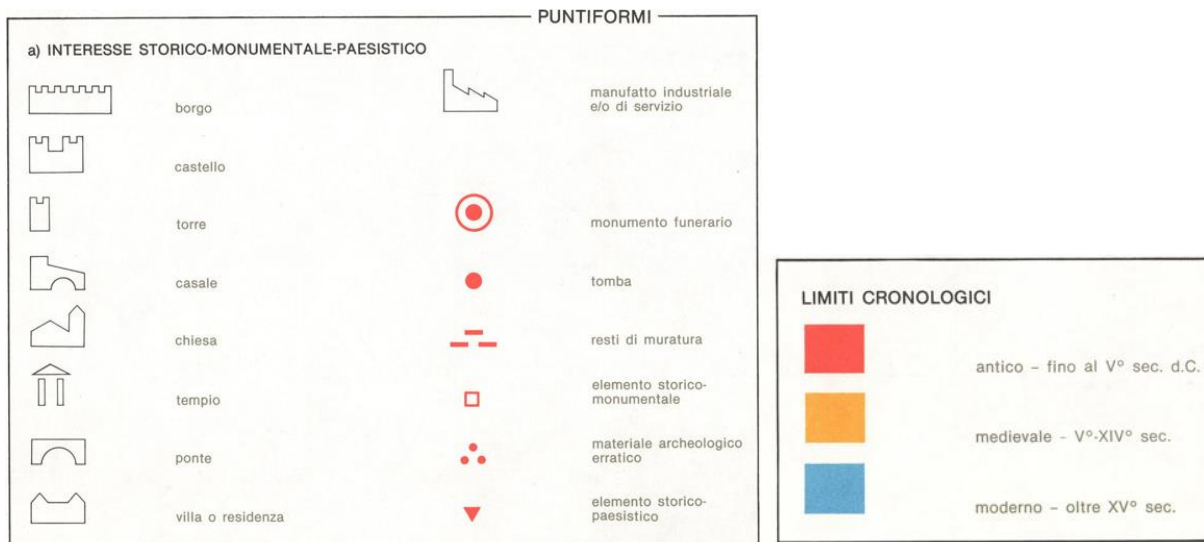 PUNTIFORMI
a) INTERESSE STORICO-MONUMENTALE-PAESISTICO
borgo
castello
torre
casale
chiesa
tempio
ponte
villa o residenza
manufatto industriale
e/o di servizio
monumento funerario
tomba
resti di muratura
elemento storico-
monumentale
materiale archeologico
erratico
elemento storico-
paesistico
LIMITI CRONOLOGICI
antico – fino al V° sec. d.C.
medievale – V°-XIV° sec.
moderno – oltre XV° sec.